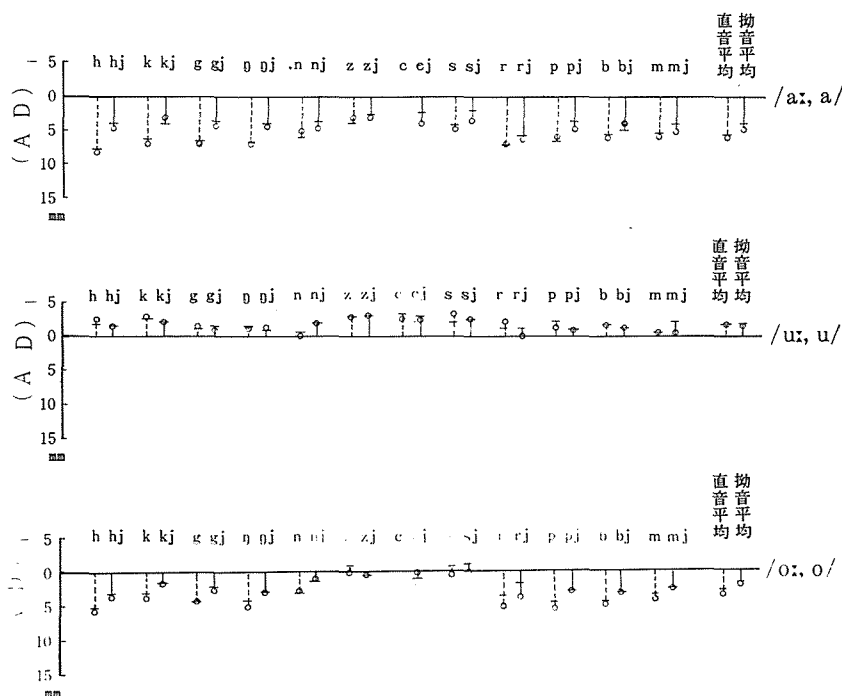 直音平均 拗音平均
5 h hj k kj g gj ŋ ŋj n nj z zj c cj s sj r rj p pj b bj m mj
0 /aː, a/
(AD)
5
10
15
mm
直音平均 拗音平均
5 h hj k kj g gj ŋ ŋj n nj z zj c cj s sj r rj p pj b bj m mj
0 /uː, u/
(AD)
5
10
15
mm
直音平均 拗音平均
5 h hj k kj g gj ŋ ŋj n zj c sj p pj b bj m mj
0 /oː, o/
5
10
15
mm